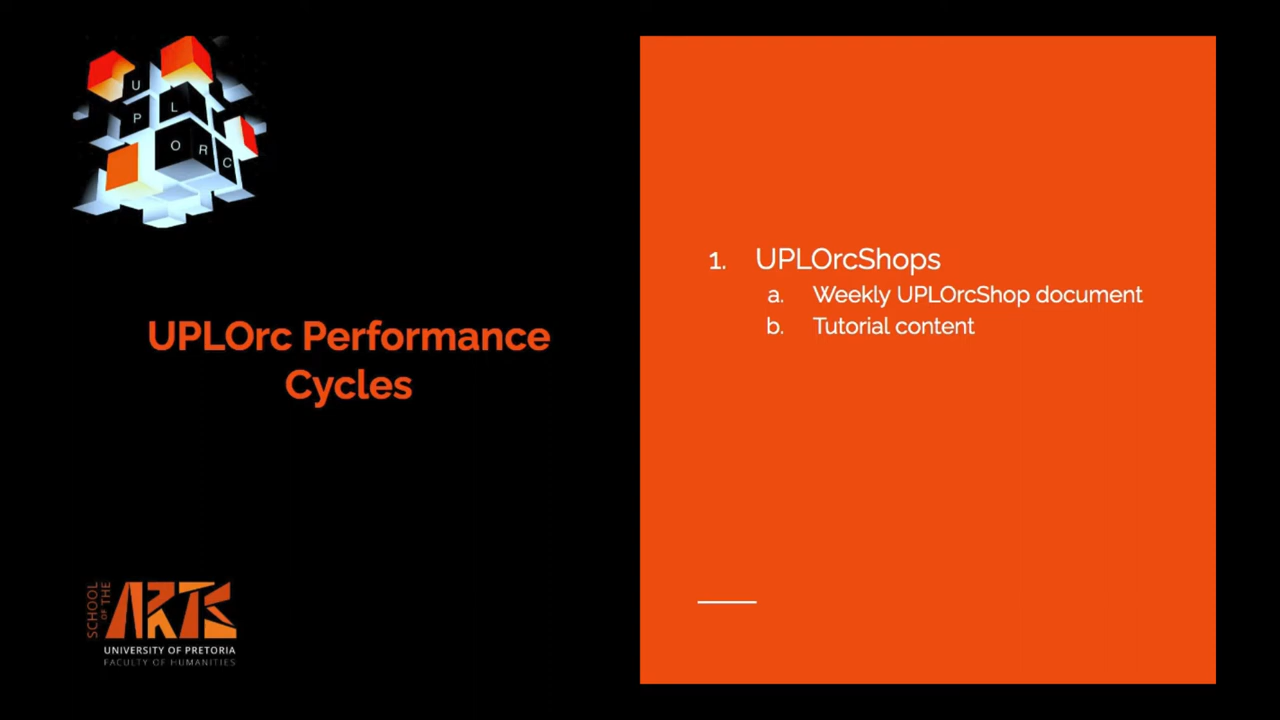 U
P L
O R C
UPLOrc Performance
Cycles
SCHOOL
OF THE
ARTS
UNIVERSITY OF PRETORIA
FACULTY OF HUMANITIES
1. UPLOrcShops
a. Weekly UPLOrcShop document
b. Tutorial content